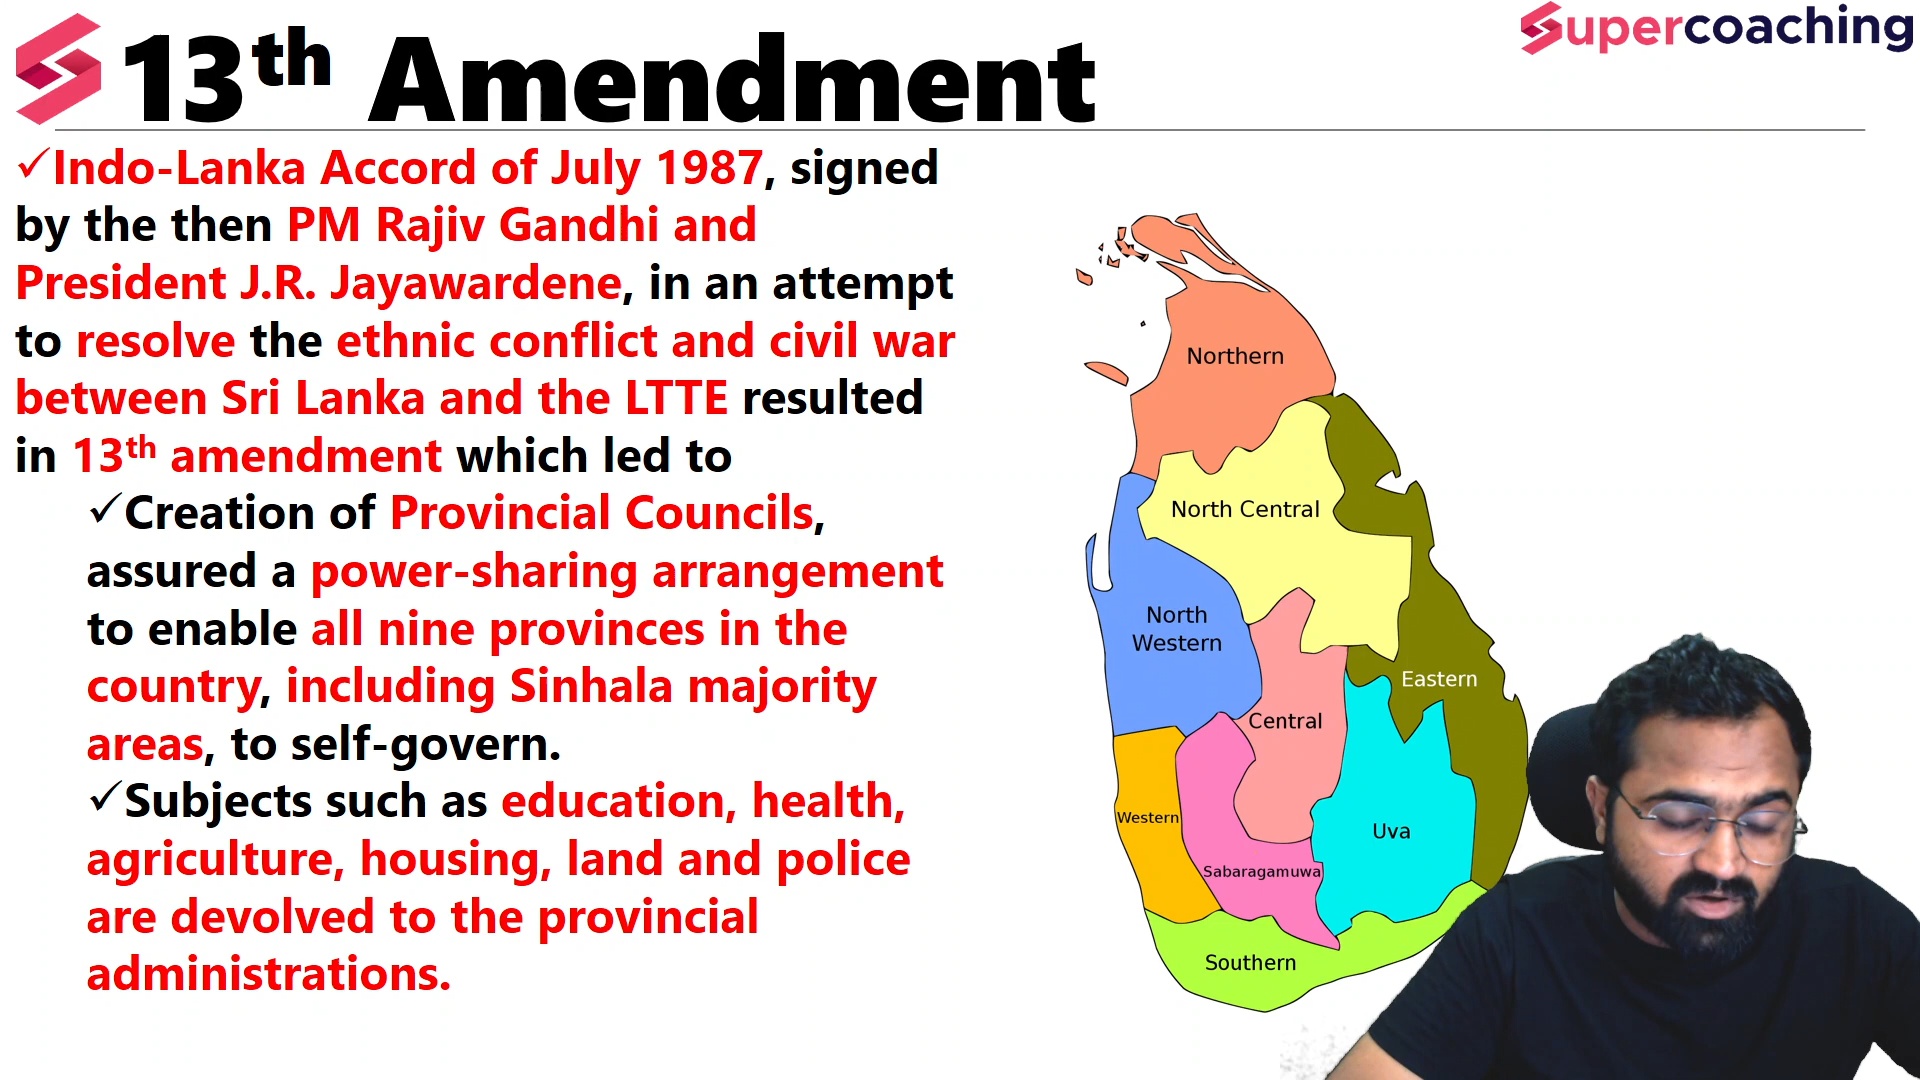 13th Amendment
Supercoaching
✓Indo-Lanka Accord of July 1987, signed
by the then PM Rajiv Gandhi and
President J.R. Jayawardene, in an attempt
to resolve the ethnic conflict and civil war
between Sri Lanka and the LTTE resulted
in 13th amendment which led to
✓Creation of Provincial Councils,
assured a power-sharing arrangement
to enable all nine provinces in the
country, including Sinhala majority
areas, to self-govern.
✓Subjects such as education, health,
agriculture, housing, land and police
are devolved to the provincial
administrations.
Northern
North Central
North
Western
Eastern
Central
Western
Uva
Sabaragamuwa
Southern